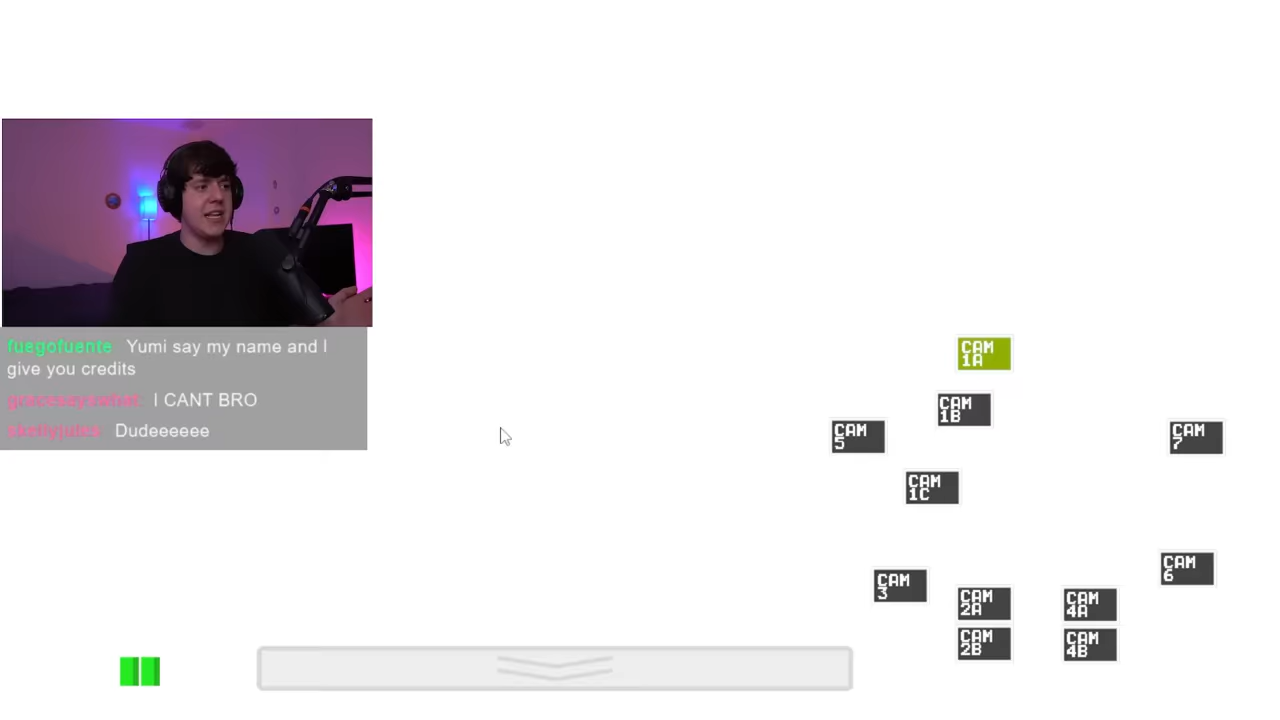 fuegofuente Yumi say my name and I
give you credits
I CANT BRO
Dudeeeeee
CAM
1A
CAM
1B
CAM
5
CAM
7
CAM
1C
CAM
6
CAM
3
CAM
2A
CAM
4A
CAM
2B
CAM
4B